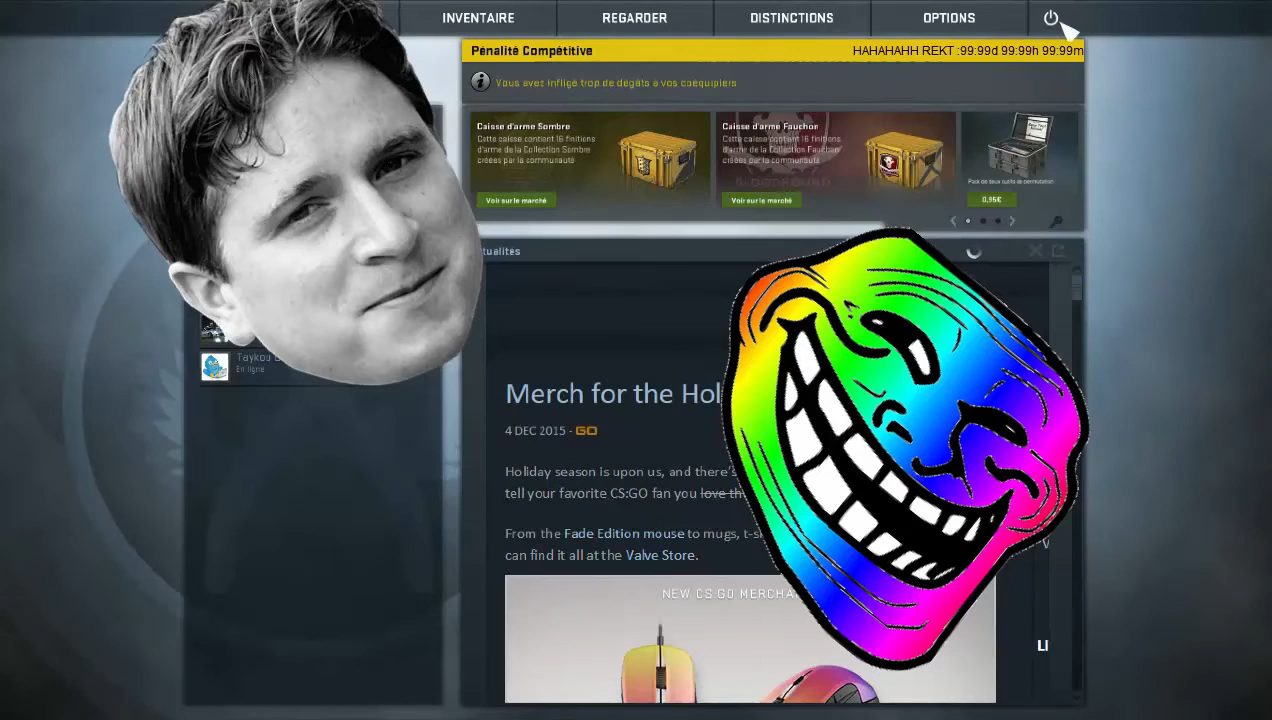 INVENTAIRE
REGARDER
DISTINCTIONS
OPTIONS
Pénalité Compétitive
HAHAHAHH REKT :99:99d 99:99h 99:99m
Vous avez infligé trop de dégâts à vos coéquipiers
Caisse d'arme Sombre
Cette caisse contient 16 finitions
d'arme de la Collection Sombre
créées par la communauté
Voir sur le marché
Caisse d'arme Fauchon
Cette caisse contient 16 finitions
d'arme de la Collection Fauchon
créées par la communauté
BLOODHOUND
Voir sur le marché
Pack de deux outils de permutation
0,95€
tualités
Taykou
En ligne
Merch for the Hol
4 DEC 2015 - GO
Holiday season is upon us, and there's
tell your favorite CS:GO fan you love th
From the Fade Edition mouse to mugs, t-s
can find it all at the Valve Store.
NEW CS:GO MERCHA
V
LI